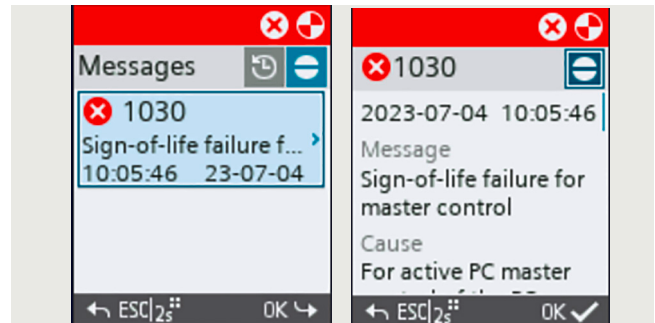 Messages
1030
Sign-of-life failure f...
10:05:46 23-07-04
ESC|2s
OK
1030
2023-07-04 10:05:46
Message
Sign-of-life failure for
master control
Cause
For active PC master
ESC|2s
OK